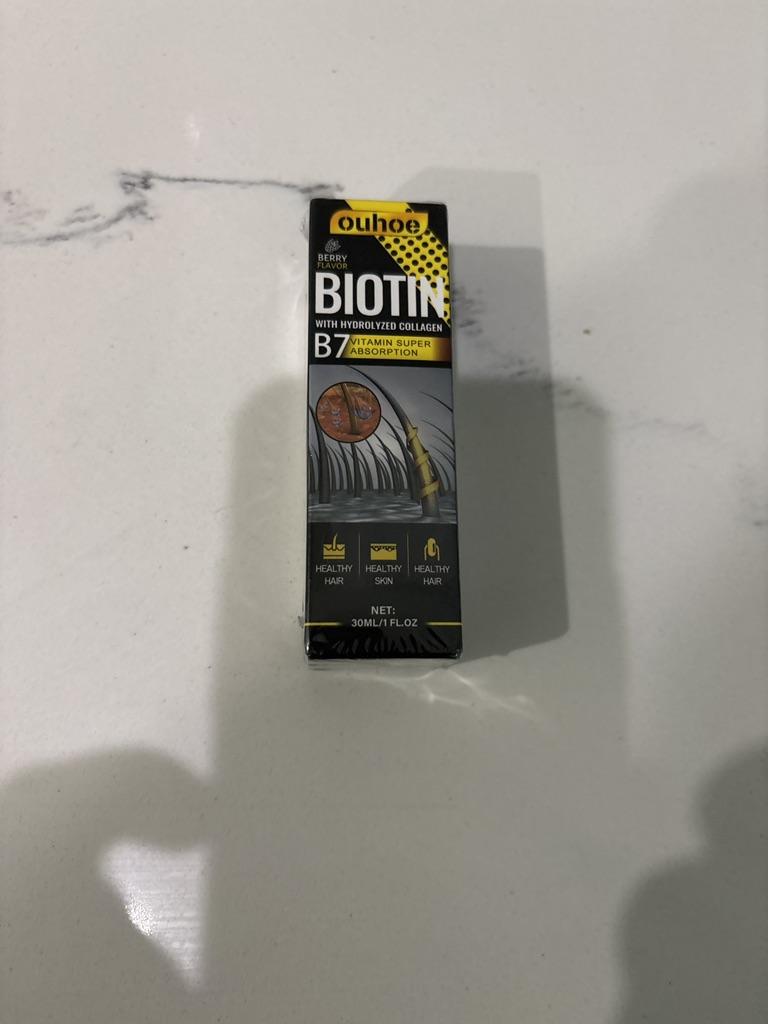 ouhoe
BERRY
FLAVOR
BIOTIN
WITH HYDROLYZED COLLAGEN
B7 VITAMIN SUPER
ABSORPTION
HEALTHY HEALTHY HEALTHY
HAIR SKIN HAIR
NET:
30ML/1 FL.OZ